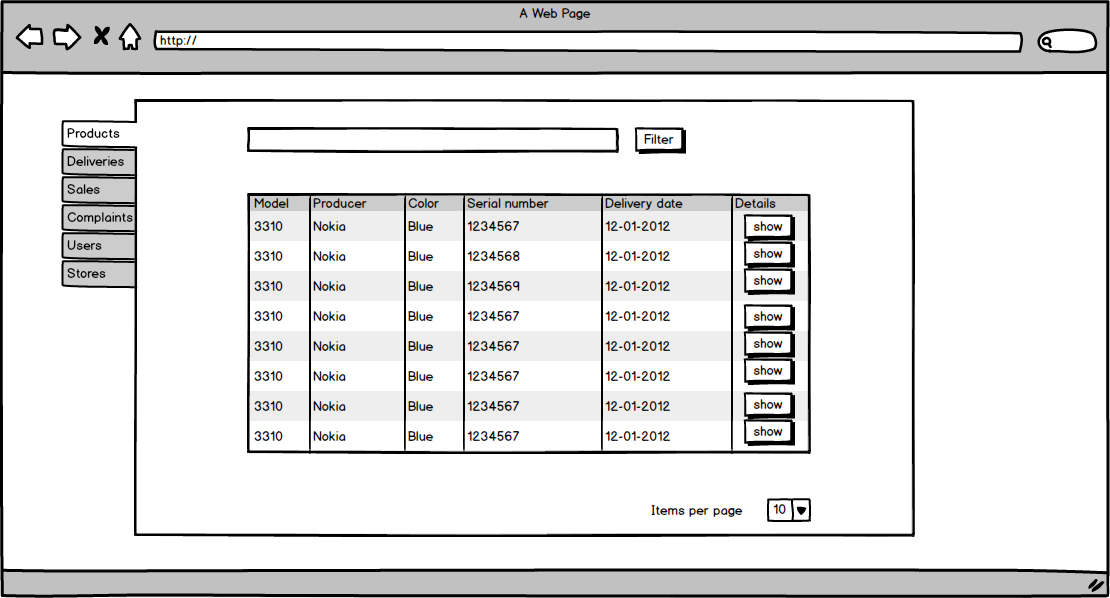 A Web Page
http://
Products
Filter
Deliveries
Sales
Complaints
Users
Stores
Model Producer Color Serial number Delivery date Details
3310 Nokia Blue 1234567 12-01-2012 show
3310 Nokia Blue 1234568 12-01-2012 show
3310 Nokia Blue 1234569 12-01-2012 show
3310 Nokia Blue 1234567 12-01-2012 show
3310 Nokia Blue 1234567 12-01-2012 show
3310 Nokia Blue 1234567 12-01-2012 show
3310 Nokia Blue 1234567 12-01-2012 show
3310 Nokia Blue 1234567 12-01-2012 show
Items per page 10